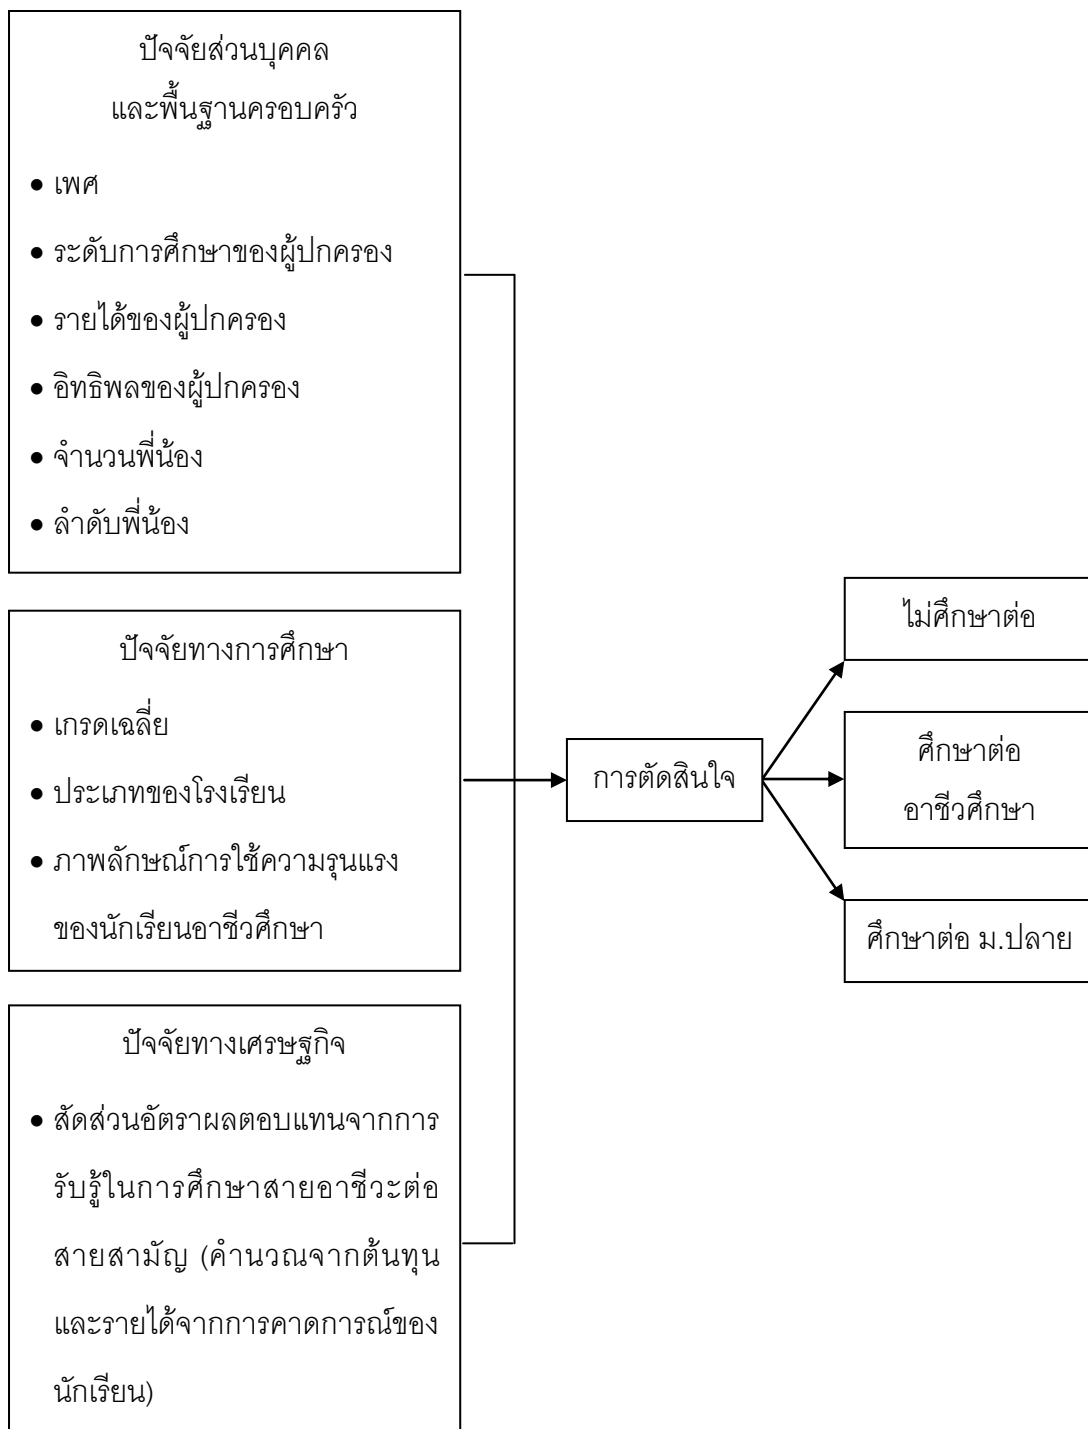 ปัจจัยส่วนบุคคล
และพื้นฐานครอบครัว
• เพศ
• ระดับการศึกษาของผู้ปกครอง
• รายได้ของผู้ปกครอง
• อิทธิพลของผู้ปกครอง
• จำนวนพี่น้อง
• ลำดับพี่น้อง
ปัจจัยทางการศึกษา
• เกรดเฉลี่ย
• ประเภทของโรงเรียน
• ภาพลักษณ์การใช้ความรุนแรง
ของนักเรียนอาชีวศึกษา
ปัจจัยทางเศรษฐกิจ
• สัดส่วนอัตราผลตอบแทนจากการ
รับรู้ในการศึกษาสายอาชีวะต่อ
สายสามัญ (คำนวณจากต้นทุน
และรายได้จากการคาดการณ์ของ
นักเรียน)
การตัดสินใจ
ไม่ศึกษาต่อ
ศึกษาต่อ
อาชีวศึกษา
ศึกษาต่อ ม.ปลาย